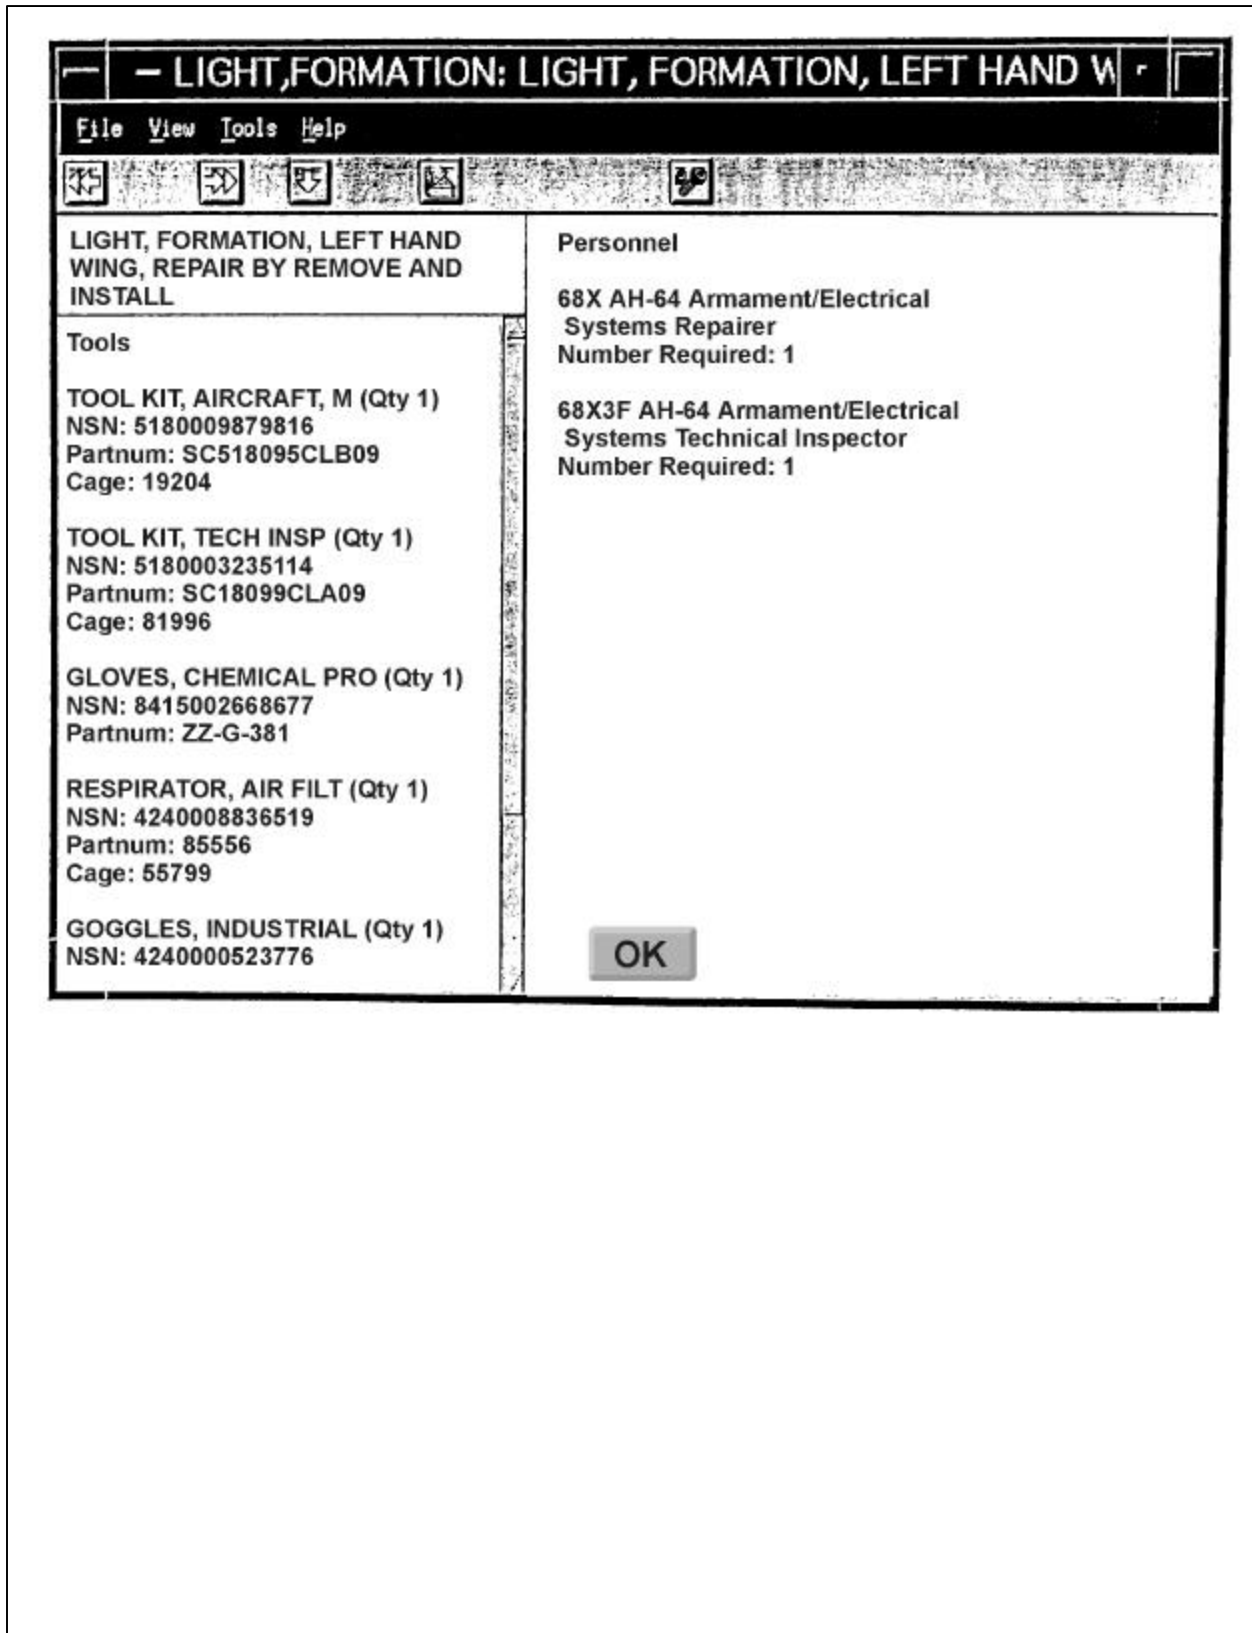 – LIGHT,FORMATION: LIGHT, FORMATION, LEFT HAND W
File View Tools Help
LIGHT, FORMATION, LEFT HAND
WING, REPAIR BY REMOVE AND
INSTALL
Tools
TOOL KIT, AIRCRAFT, M (Qty 1)
NSN: 5180009879816
Partnum: SC518095CLB09
Cage: 19204
TOOL KIT, TECH INSP (Qty 1)
NSN: 5180003235114
Partnum: SC18099CLA09
Cage: 81996
GLOVES, CHEMICAL PRO (Qty 1)
NSN: 8415002668677
Partnum: ZZ-G-381
RESPIRATOR, AIR FILT (Qty 1)
NSN: 4240008836519
Partnum: 85556
Cage: 55799
GOGGLES, INDUSTRIAL (Qty 1)
NSN: 4240000523776
Personnel
68X AH-64 Armament/Electrical
Systems Repairer
Number Required: 1
68X3F AH-64 Armament/Electrical
Systems Technical Inspector
Number Required: 1
OK